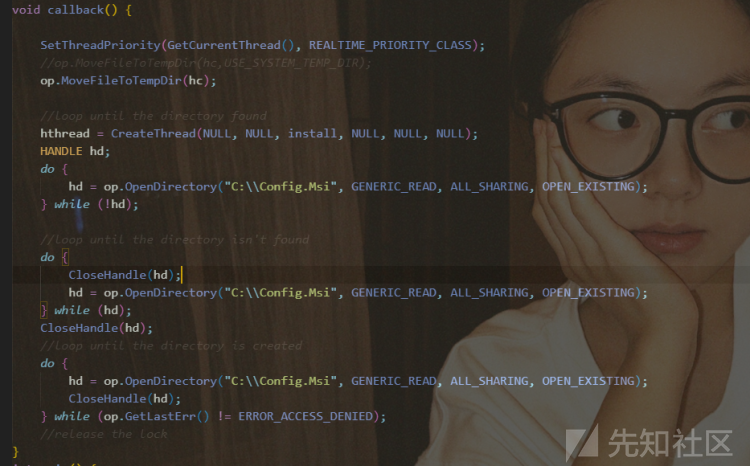 void callback() {
SetThreadPriority(GetCurrentThread(), REALTIME_PRIORITY_CLASS);
//op.MoveFileToTempDir(hc,USE_SYSTEM_TEMP_DIR);
op.MoveFileToTempDir(hc);
//loop until the directory found
hthread = CreateThread(NULL, NULL, install, NULL, NULL, NULL);
HANDLE hd;
do {
hd = op.OpenDirectory("C:\\Config.Msi", GENERIC_READ, ALL_SHARING, OPEN_EXISTING);
} while (!hd);
//loop until the directory isn't found
do {
CloseHandle(hd);
hd = op.OpenDirectory("C:\\Config.Msi", GENERIC_READ, ALL_SHARING, OPEN_EXISTING);
} while (hd);
CloseHandle(hd);
//loop until the directory is created
do {
hd = op.OpenDirectory("C:\\Config.Msi", GENERIC_READ, ALL_SHARING, OPEN_EXISTING);
CloseHandle(hd);
} while (op.GetLastErr() != ERROR_ACCESS_DENIED);
//release the lock
}
先知社区